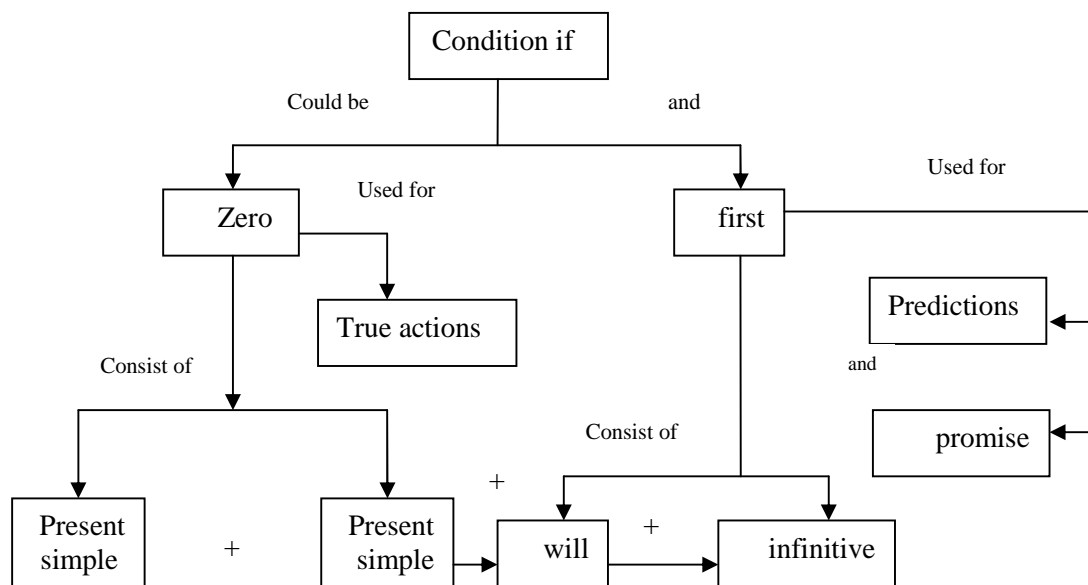 Condition if
Could be
and
Used for
Used for
Zero
first
Predictions
True actions
and
Consist of
promise
Consist of
+
Present
simple
+
Present
simple
will
+
infinitive